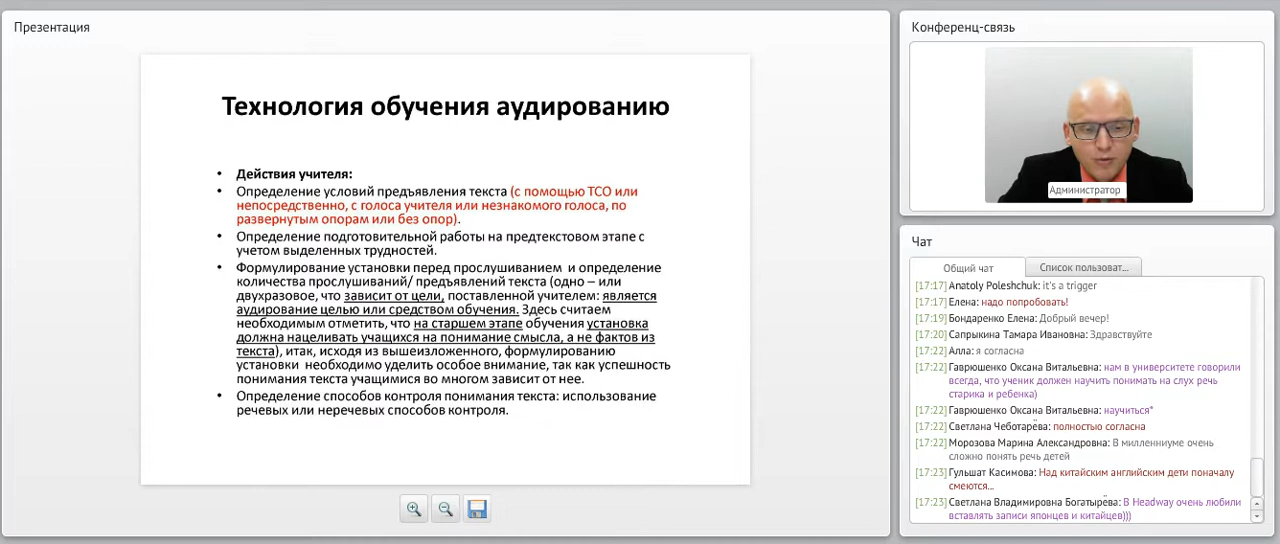 Презентация
Технология обучения аудированию
• Действия учителя:
• Определение условий предъявления текста (с помощью ТСО или
непосредственно, с голоса учителя или незнакомого голоса, по
развернутым опорам или без опор).
• Определение подготовительной работы на предтекстовом этапе с
учетом выделенных трудностей.
• Формулирование установки перед прослушиванием и определение
количества прослушиваний/ предъявлений текста (одно – или
двухразовое, что зависит от цели, поставленной учителем: является
аудирование целью или средством обучения. Здесь считаем
необходимым отметить, что на старшем этапе обучения установка
должна нацеливать учащихся на понимание смысла, а не фактов из
текста), итак, исходя из вышеизложенного, формулированию
установки необходимо уделить особое внимание, так как успешность
понимания текста учащимися во многом зависит от нее.
• Определение способов контроля понимания текста: использование
речевых или неречевых способов контроля.
Конференц-связь
Администратор
Чат
Общий чат
Список пользоват...
[17:17] Anatoly Poleshchuk: it's a trigger
[17:17] Елена: надо попробовать!
[17:19] Бондаренко Елена: Добрый вечер!
[17:20] Сапрыкина Тамара Ивановна: Здравствуйте
[17:22] Алла: я согласна
[17:22] Гаврюшенко Оксана Витальевна: нам в университете говорили
всегда, что ученик должен научить понимать на слух речь
старика и ребенка)
[17:22] Гаврюшенко Оксана Витальевна: научиться*
[17:22] Светлана Чеботарёва: полностью согласна
[17:22] Морозова Марина Александровна: В миллениуме очень
сложно понять речь детей
[17:23] Гульшат Касимова: Над китайским английским дети поначалу
смеются...
[17:23] Светлана Владимировна Богатырёва: В Headway очень любили
вставлять записи японцев и китайцев)))